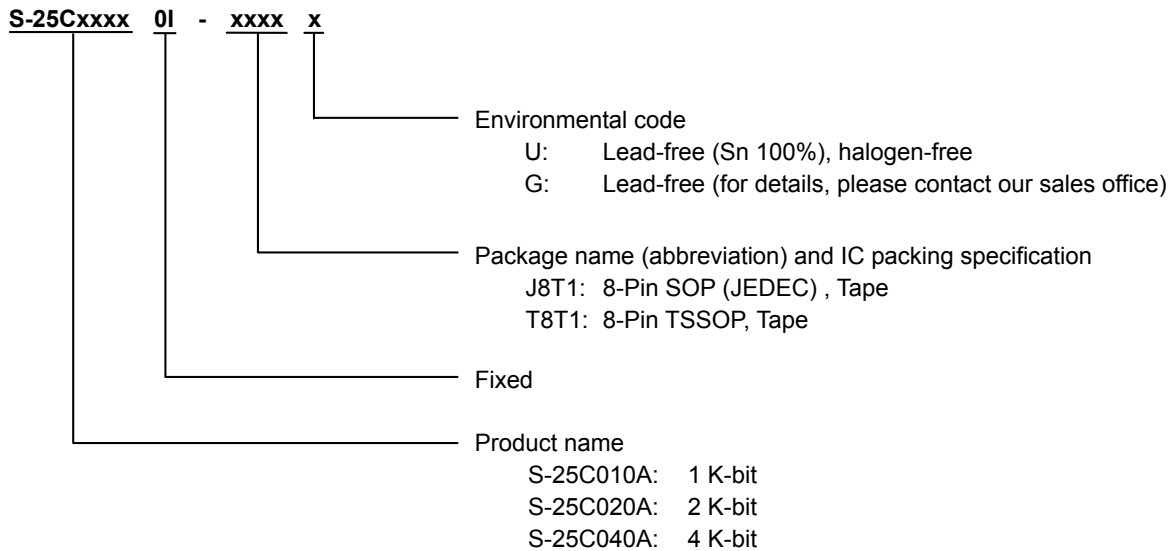 S-25Cxxxx 0I - xxxx x
Environmental code
U: Lead-free (Sn 100%), halogen-free
G: Lead-free (for details, please contact our sales office)
Package name (abbreviation) and IC packing specification
J8T1: 8-Pin SOP (JEDEC) , Tape
T8T1: 8-Pin TSSOP, Tape
Fixed
Product name
S-25C010A: 1 K-bit
S-25C020A: 2 K-bit
S-25C040A: 4 K-bit